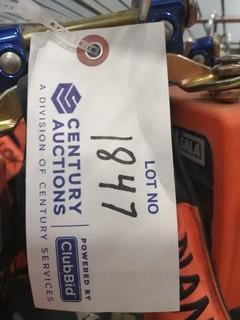 LOT NO
1847
CENTURY
AUCTIONS
A DIVISION OF CENTURY SERVICES
POWERED BY
ClubBid